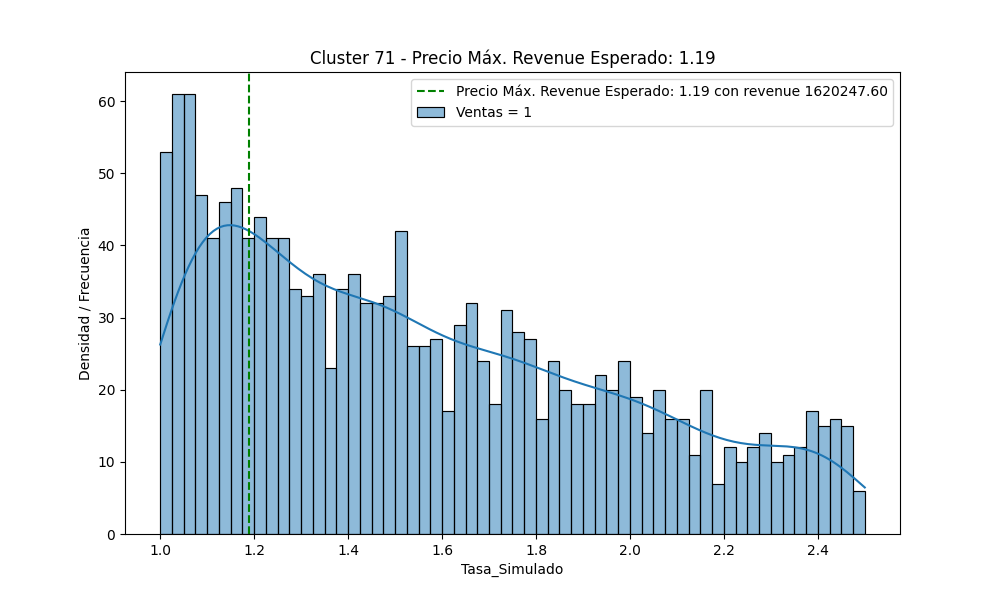 Cluster 71 - Precio Máx. Revenue Esperado: 1.19
Precio Máx. Revenue Esperado: 1.19 con revenue 1620247.60
Ventas = 1
Densidad / Frecuencia
60
50
40
30
20
10
0
1.0 1.2 1.4 1.6 1.8 2.0 2.2 2.4
Tasa_Simulado